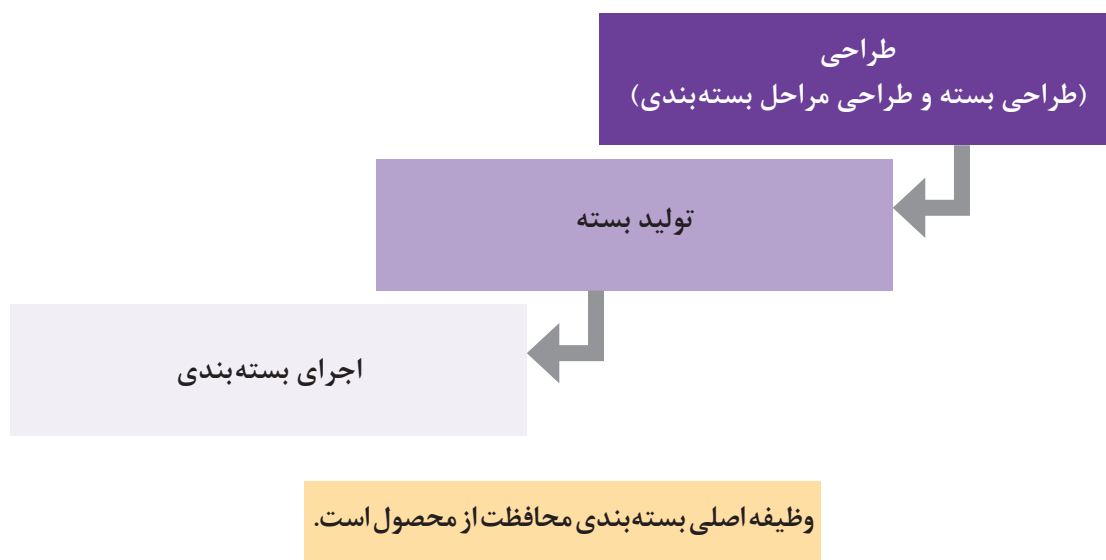 طراحی
(طراحی بسته و طراحی مراحل بسته‌بندی)
تولید بسته
اجرای بسته‌بندی
وظیفه اصلی بسته‌بندی محافظت از محصول است.